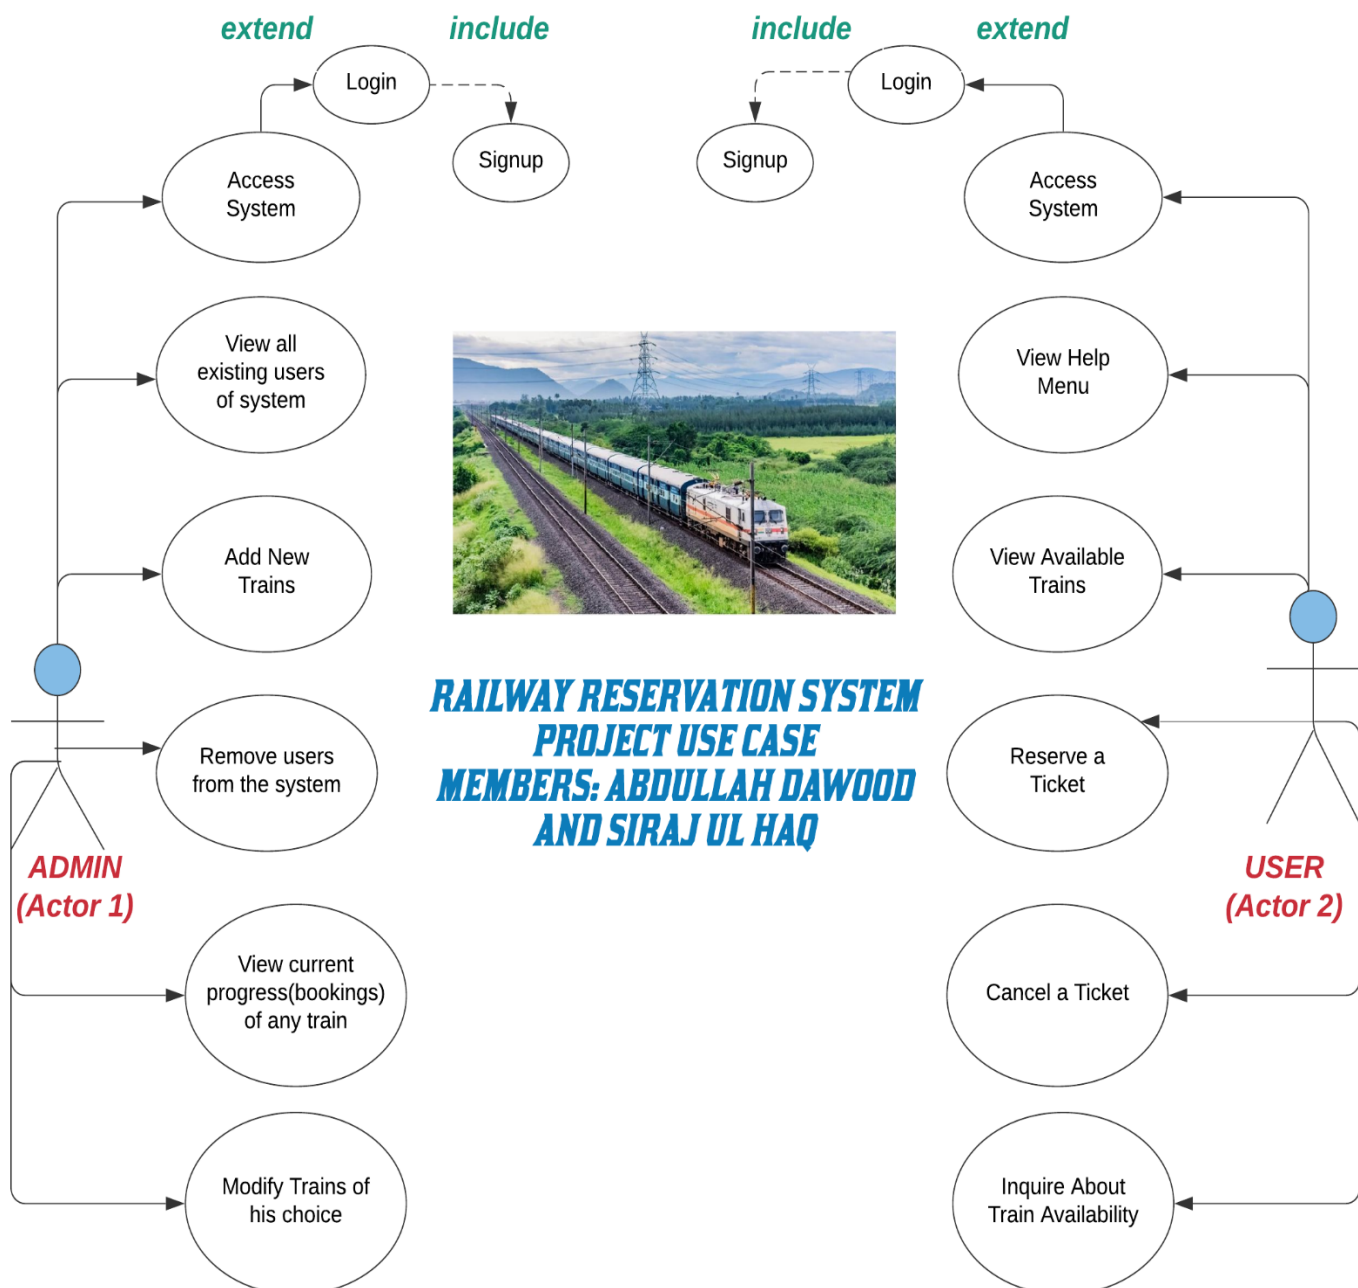 extend
include
include
extend
Login
Login
Signup
Signup
Access
System
Access
System
View all
existing users
of system
View Help
Menu
Add New
Trains
View Available
Trains
RAILWAY RESERVATION SYSTEM
PROJECT USE CASE
MEMBERS: ABDULLAH DAWOOD
AND SIRAJ UL HAQ
Remove users
from the system
Reserve a
Ticket
ADMIN
(Actor 1)
USER
(Actor 2)
View current
progress(bookings)
of any train
Cancel a Ticket
Modify Trains of
his choice
Inquire About
Train Availability